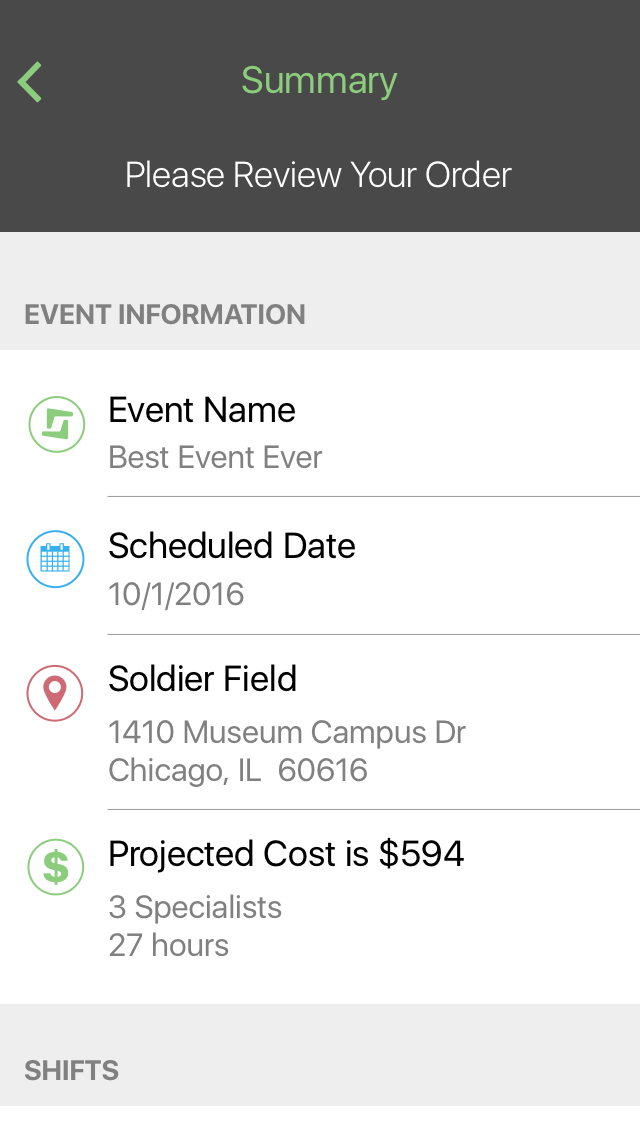 Summary
Please Review Your Order
EVENT INFORMATION
Event Name
Best Event Ever
Scheduled Date
10/1/2016
Soldier Field
1410 Museum Campus Dr
Chicago, IL  60616
$
Projected Cost is $594
3 Specialists
27 hours
SHIFTS